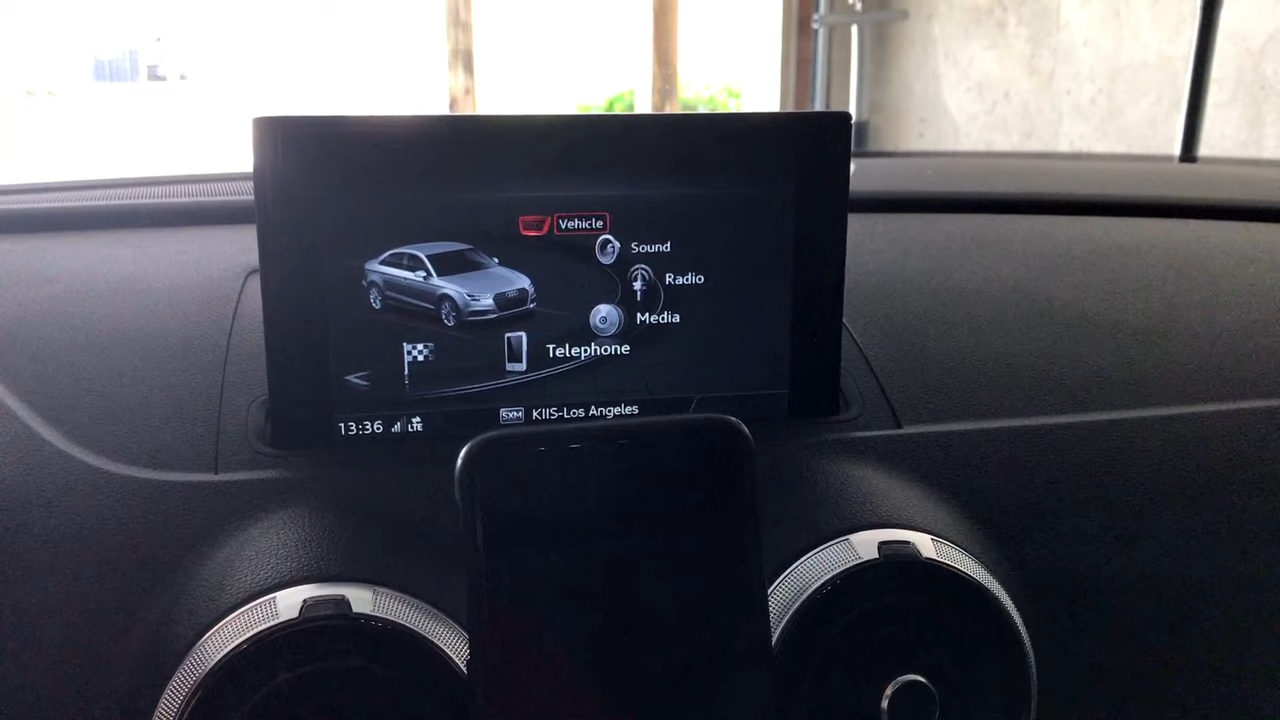 Vehicle
Sound
Radio
Media
Telephone
13:36 LTE
SXM KIIS-Los Angeles